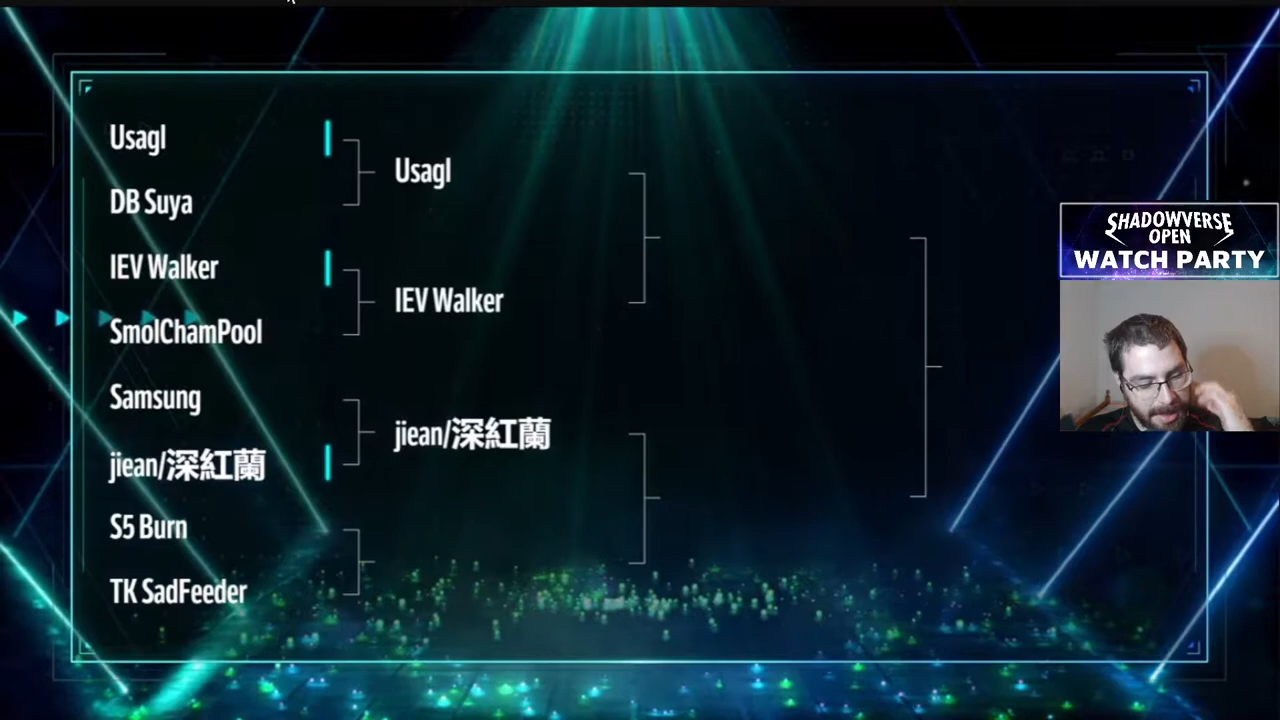 Usagl
DB Suya
IEV Walker
SmolChamPool
Samsung
jiean/深紅蘭
S5 Burn
TK SadFeeder
Usagl
IEV Walker
jiean/深紅蘭
SHADOWVERSE
OPEN
WATCH PARTY